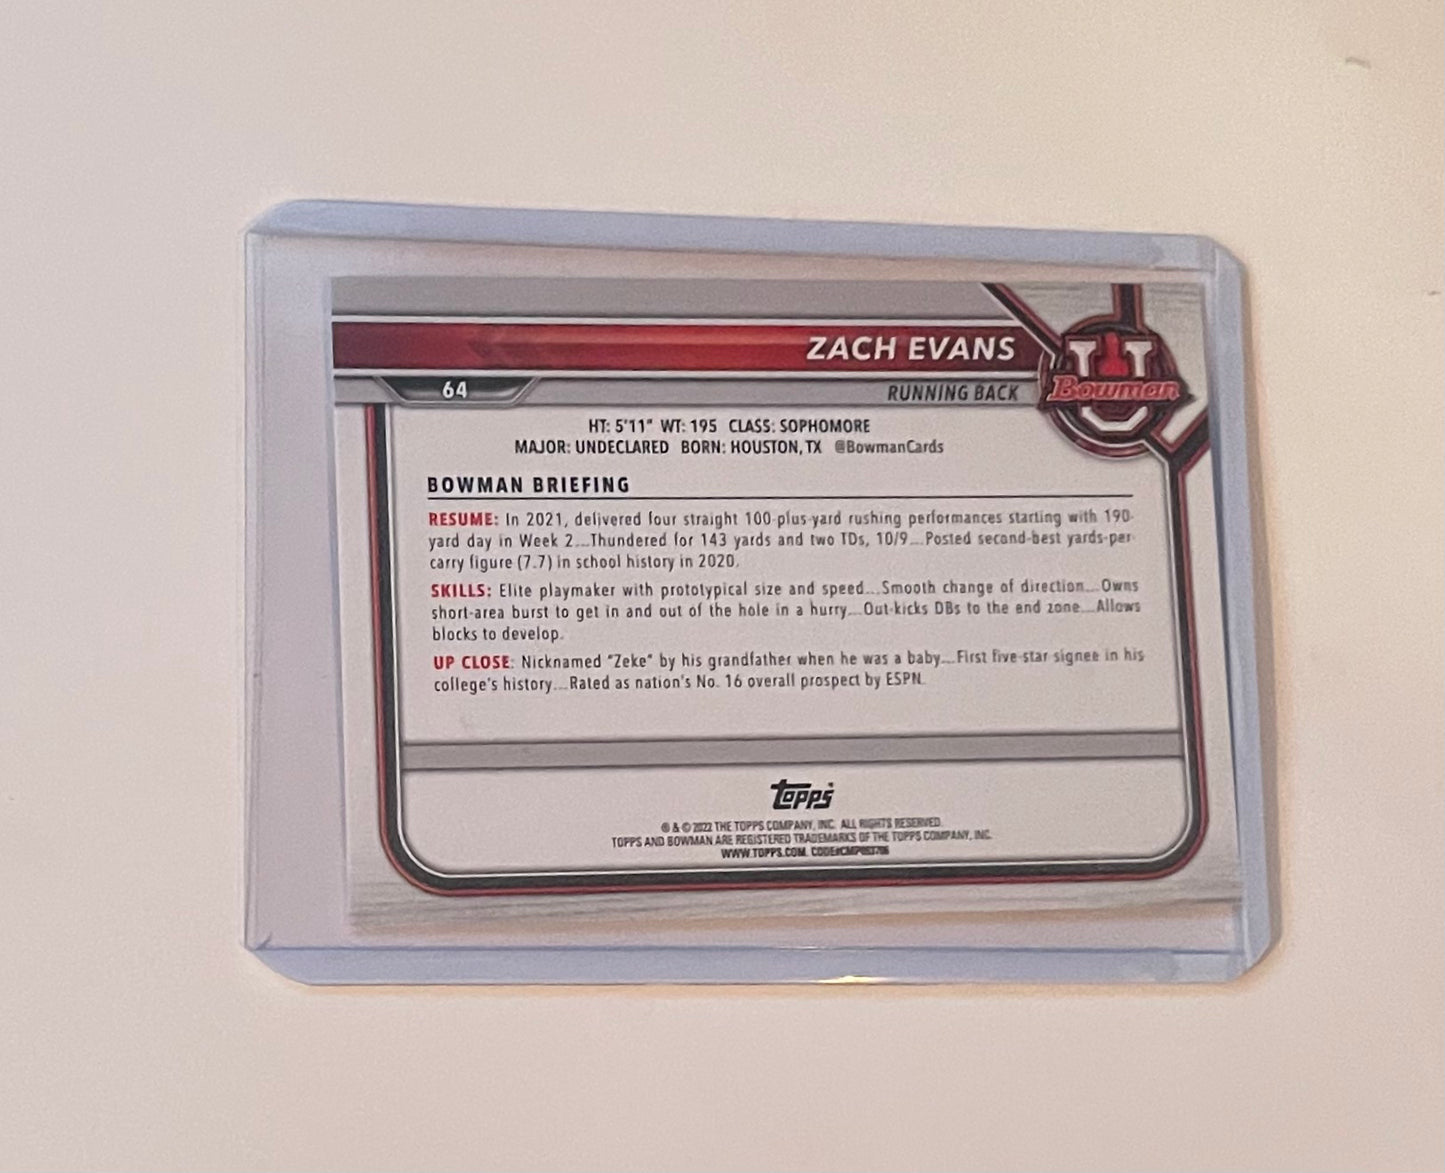 ZACH EVANS
64
RUNNING BACK
U
Bowman
HT: 5'11" WT: 195 CLASS: SOPHOMORE
MAJOR: UNDECLARED BORN: HOUSTON, TX @BowmanCards
BOWMAN BRIEFING
RESUME: In 2021, delivered four straight 100-plus-yard rushing performances starting with 190-
yard day in Week 2...Thundered for 143 yards and two TDs, 10/9...Posted second-best yards-per-
carry figure (7.7) in school history in 2020.
SKILLS: Elite playmaker with prototypical size and speed...Smooth change of direction...Owns
short-area burst to get in and out of the hole in a hurry...Out-kicks DBs to the end zone...Allows
blocks to develop.
UP CLOSE: Nicknamed "Zeke" by his grandfather when he was a baby...First five-star signee in his
college's history...Rated as nation's No. 16 overall prospect by ESPN.
Topps
® & © 2022 THE TOPPS COMPANY, INC. ALL RIGHTS RESERVED.
TOPPS AND BOWMAN ARE REGISTERED TRADEMARKS OF THE TOPPS COMPANY, INC.
WWW.TOPPS.COM.